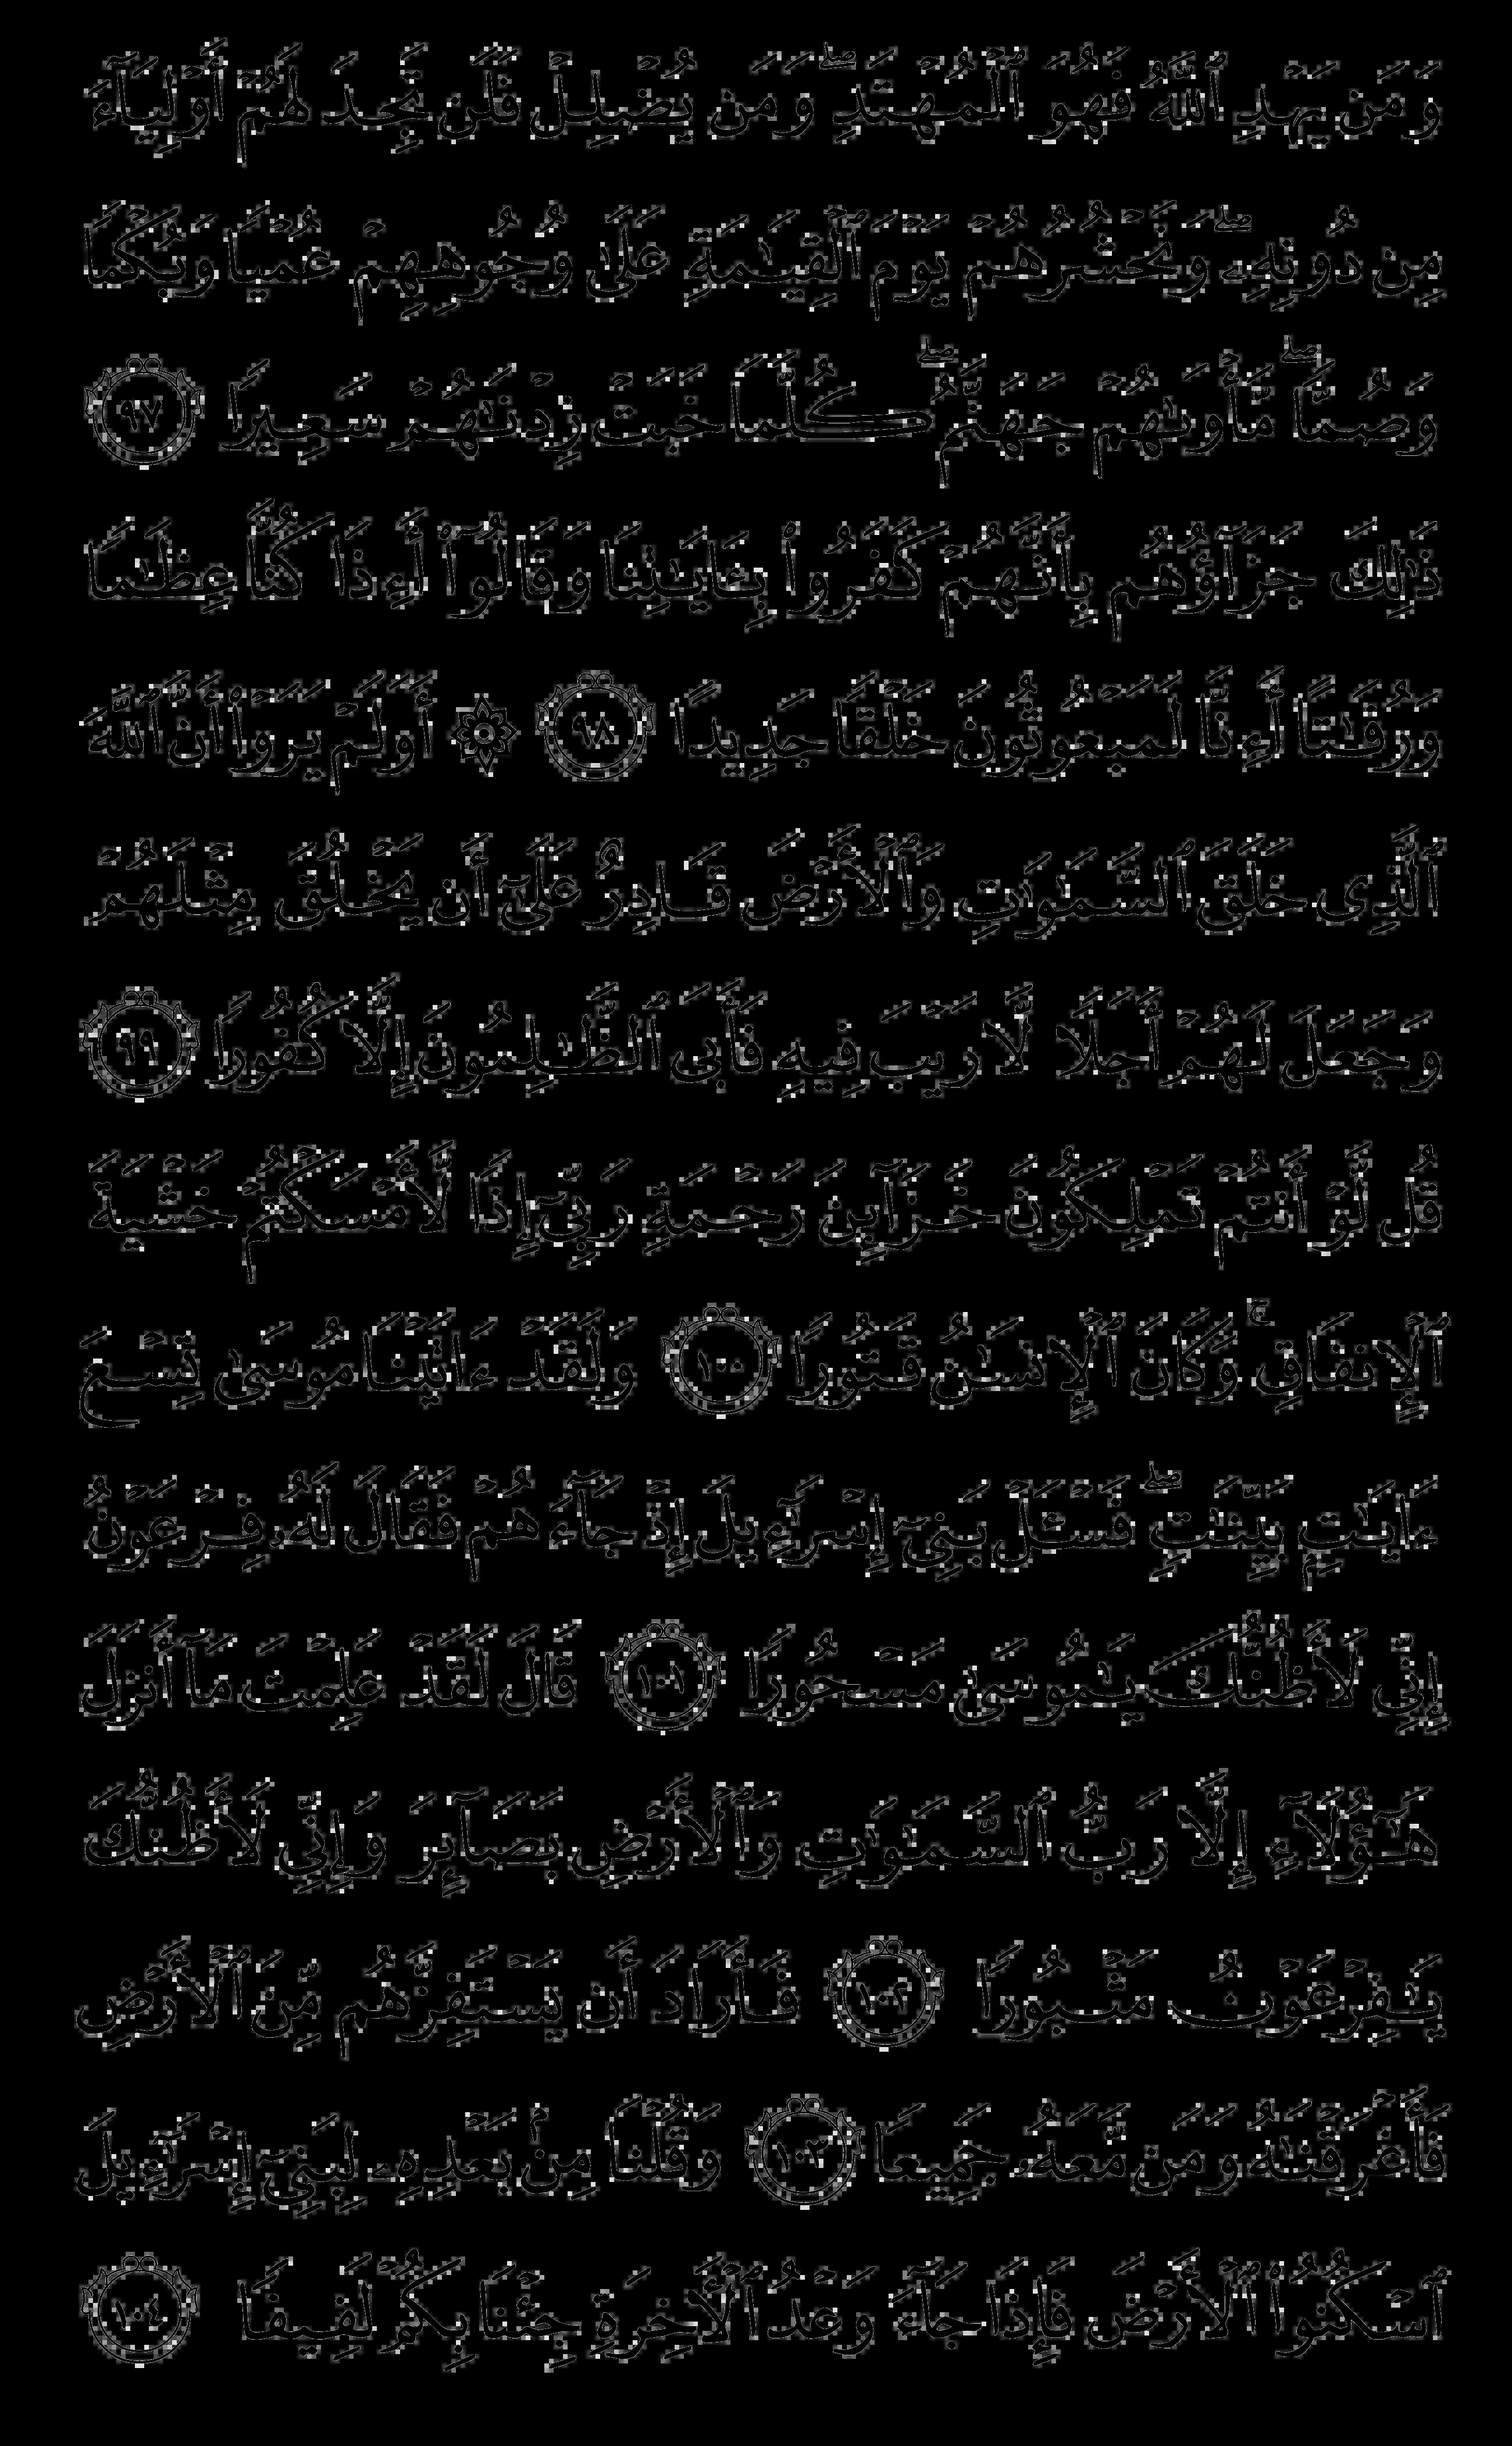 وَمَن يَهْدِ ٱللَّهُ فَهُوَ ٱلْمُهْتَدِ ۖ وَمَن يُضْلِلْ فَلَن تَجِدَ لَهُمْ أَوْلِيَآءَ
مِن دُونِهِۦ ۖ وَنَحْشُرُهُمْ يَوْمَ ٱلْقِيَـٰمَةِ عَلَىٰ وُجُوهِهِمْ عُمْيًا وَبُكْمًا
وَصُمًّا ۖ مَّأْوَىٰهُمْ جَهَنَّمُ ۖ كُلَّمَا خَبَتْ زِدْنَـٰهُمْ سَعِيرًا ٩٧
ذَٰلِكَ جَزَآؤُهُم بِأَنَّهُمْ كَفَرُوا۟ بِـَٔايَـٰتِنَا وَقَالُوٓا۟ أَءِذَا كُنَّا عِظَـٰمًا
وَرُفَـٰتًا أَءِنَّا لَمَبْعُوثُونَ خَلْقًا جَدِيدًا ٩٨ ۞ أَوَلَمْ يَرَوْا۟ أَنَّ ٱللَّهَ
ٱلَّذِى خَلَقَ ٱلسَّمَـٰوَٰتِ وَٱلْأَرْضَ قَادِرٌ عَلَىٰٓ أَن يَخْلُقَ مِثْلَهُمْ
وَجَعَلَ لَهُمْ أَجَلًا لَّا رَيْبَ فِيهِ فَأَبَى ٱلظَّـٰلِمُونَ إِلَّا كُفُورًا ٩٩
قُل لَّوْ أَنتُمْ تَمْلِكُونَ خَزَآئِنَ رَحْمَةِ رَبِّىٓ إِذًا لَّأَمْسَكْتُمْ خَشْيَةَ
ٱلْإِنفَاقِ ۚ وَكَانَ ٱلْإِنسَـٰنُ قَتُورًا ١٠٠ وَلَقَدْ ءَاتَيْنَا مُوسَىٰ تِسْعَ
ءَايَـٰتٍۭ بَيِّنَـٰتٍ ۖ فَسْـَٔلْ بَنِىٓ إِسْرَٰٓءِيلَ إِذْ جَآءَهُمْ فَقَالَ لَهُۥ فِرْعَوْنُ
إِنِّى لَأَظُنُّكَ يَـٰمُوسَىٰ مَسْحُورًا ١٠١ قَالَ لَقَدْ عَلِمْتَ مَآ أَنزَلَ
هَـٰٓؤُلَآءِ إِلَّا رَبُّ ٱلسَّمَـٰوَٰتِ وَٱلْأَرْضِ بَصَآئِرَ وَإِنِّى لَأَظُنُّكَ
يَـٰفِرْعَوْنُ مَثْبُورًا ١٠٢ فَأَرَادَ أَن يَسْتَفِزَّهُم مِّنَ ٱلْأَرْضِ
فَأَغْرَقْنَـٰهُ وَمَن مَّعَهُۥ جَمِيعًا ١٠٣ وَقُلْنَا مِنۢ بَعْدِهِۦ لِبَنِىٓ إِسْرَٰٓءِيلَ
ٱسْكُنُوا۟ ٱلْأَرْضَ فَإِذَا جَآءَ وَعْدُ ٱلْـَٔاخِرَةِ جِئْنَا بِكُمْ لَفِيفًا ١٠٤